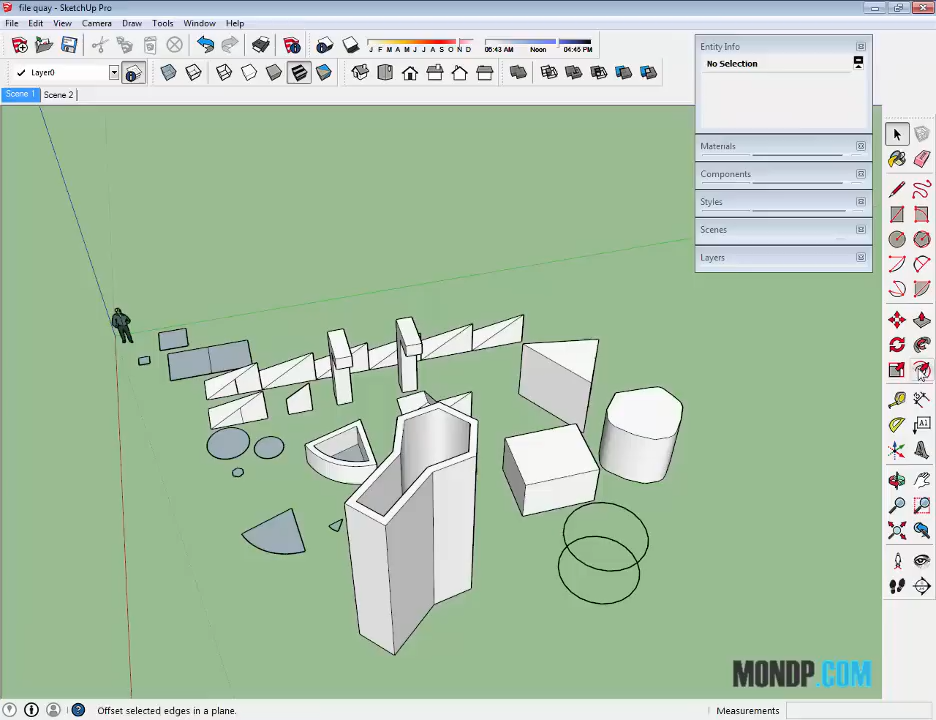 file quay - SketchUp Pro
File Edit View Camera Draw Tools Window Help
J F M A M J J A S O N D 06:43 AM Noon 04:45 PM
Layer0
Scene 1 Scene 2
Entity Info
No Selection
Materials
Components
Styles
Scenes
Layers
A1
MONDP.COM
Offset selected edges in a plane.
Measurements